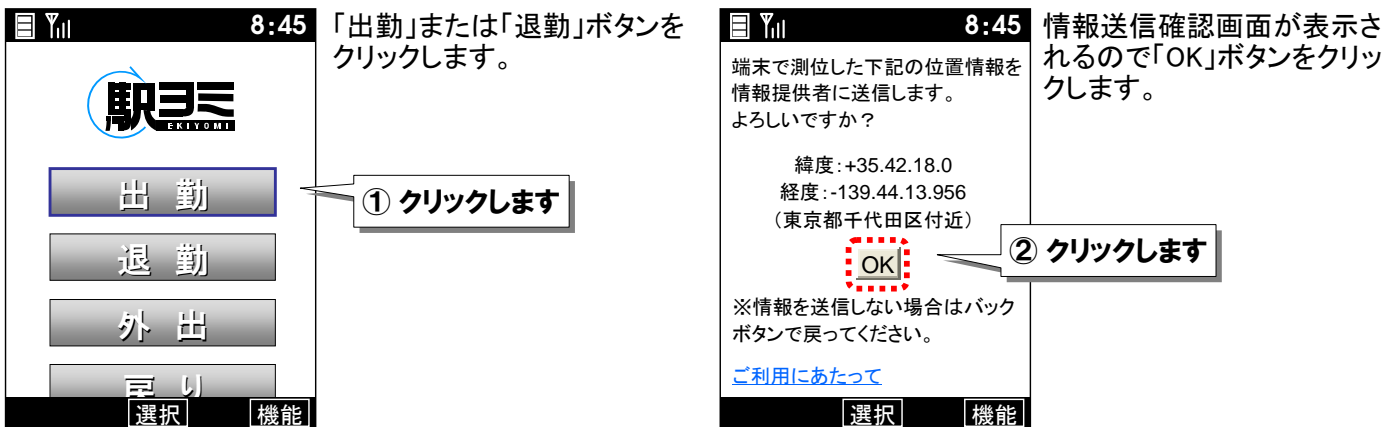 8:45
駅ヨミ
EKIYOMI
出 勤
退 勤
外 出
戻 り
選択
機能
「出勤」または「退勤」ボタンを
クリックします。
① クリックします
8:45
端末で測位した下記の位置情報を
情報提供者に送信します。
よろしいですか?
緯度:+35.42.18.0
経度:-139.44.13.956
(東京都千代田区付近)
OK
※情報を送信しない場合はバック
ボタンで戻ってください。
ご利用にあたって
選択
機能
② クリックします
情報送信確認画面が表示さ
れるので「OK」ボタンをクリッ
クします。